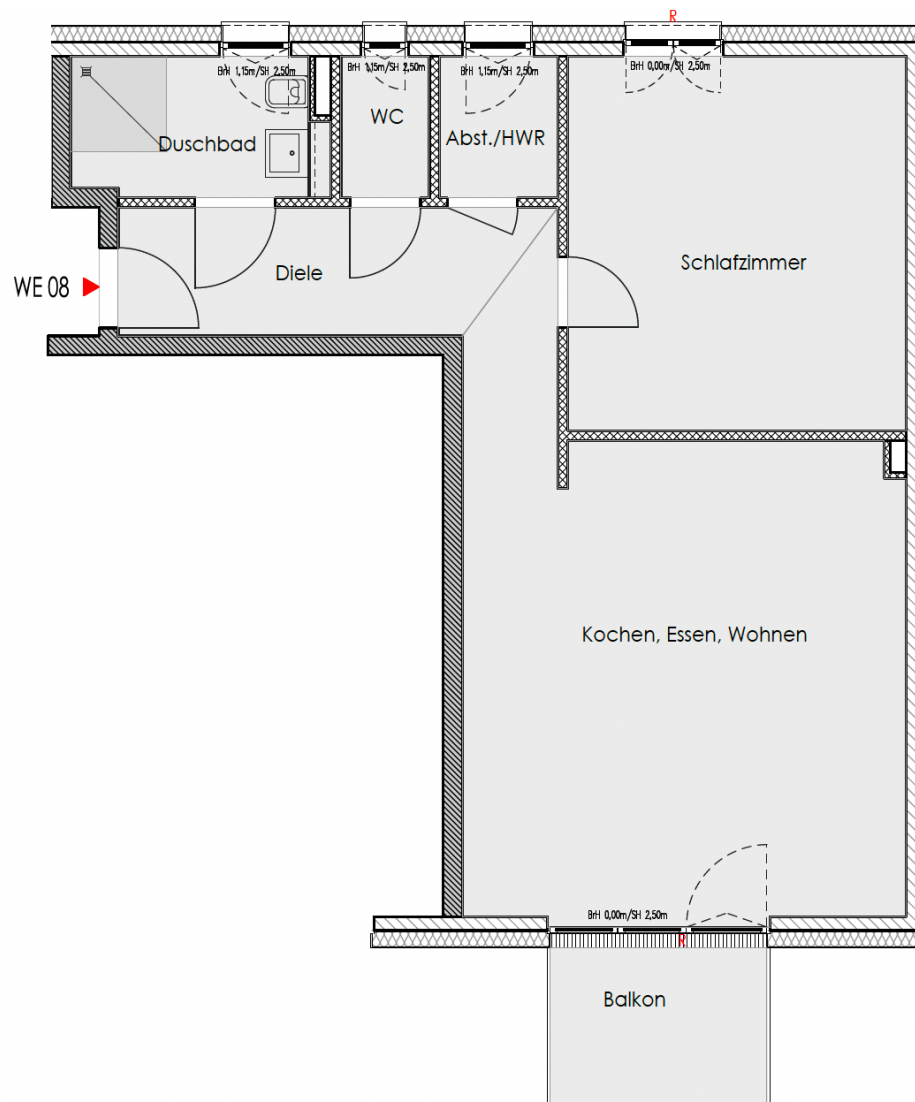 R
BrH 1,15m/SH 2,50m
BrH 1,15m/SH 2,50m
BrH 1,15m/SH 2,50m
BrH 0,00m/SH 2,50m
WC
Duschbad
Abst./HWR
Schlafzimmer
Diele
WE 08
Kochen, Essen, Wohnen
BrH 0,00m/SH 2,50m
R
Balkon